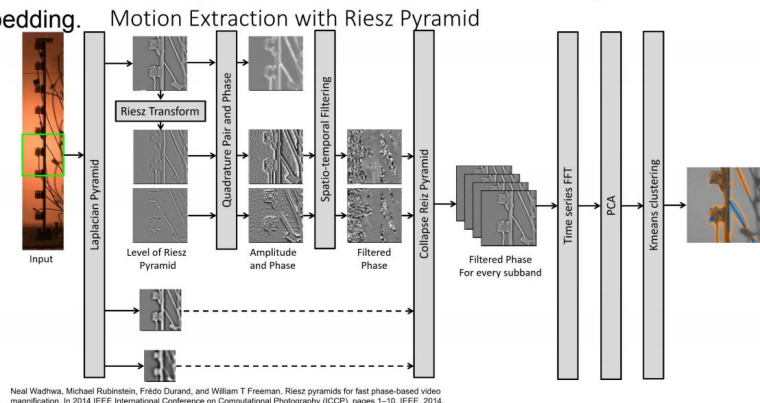 bedding.
Motion Extraction with Riesz Pyramid
Input
Laplacian Pyramid
Riesz Transform
Level of Riesz
Pyramid
Quadrature Pair and Phase
Amplitude
and Phase
Spatio-temporal Filtering
Filtered
Phase
Collapse Reiz Pyramid
Filtered Phase
For every subband
Time series FFT
PCA
Kmeans clustering
Neal Wadhwa, Michael Rubinstein, Frédo Durand, and William T Freeman. Riesz pyramids for fast phase-based video
magnification. In 2014 IEEE International Conference on Computational Photography (ICCP), pages 1–10. IEEE, 2014.